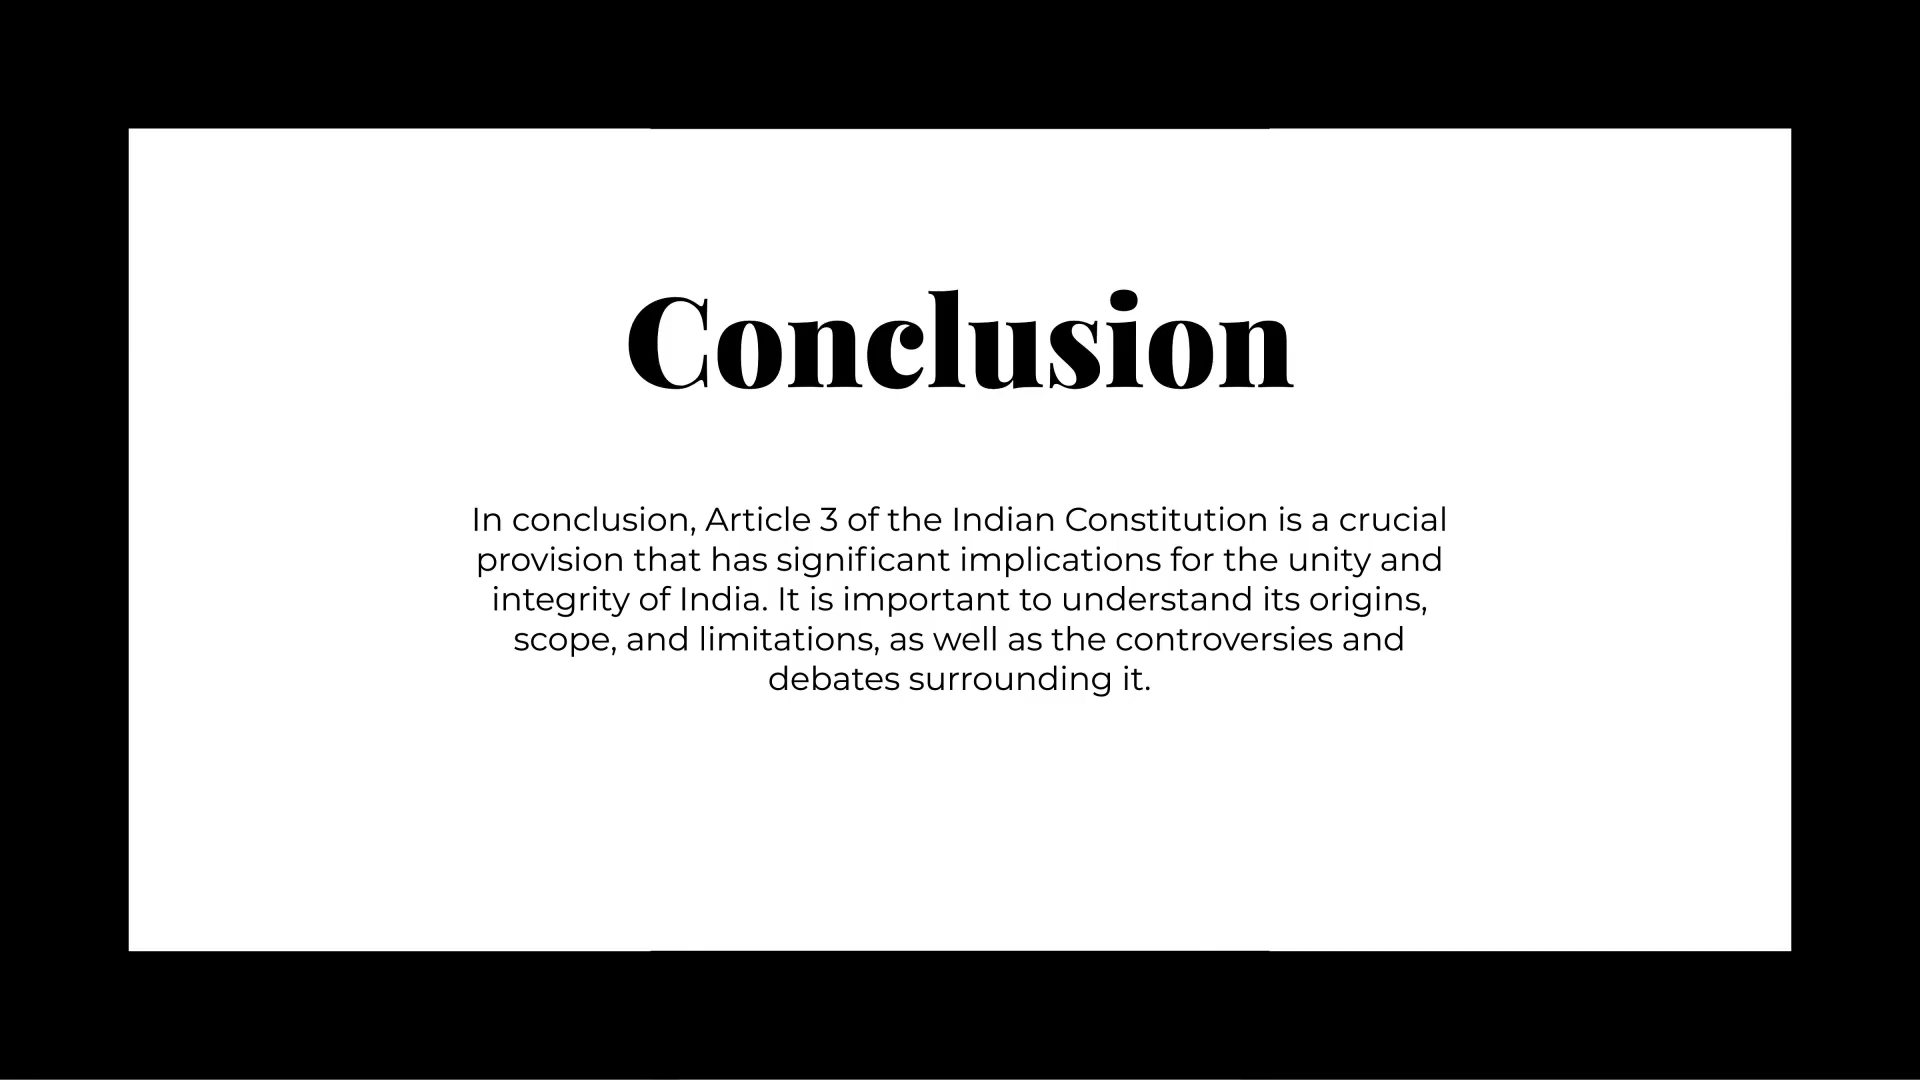 Conclusion
In conclusion, Article 3 of the Indian Constitution is a crucial
provision that has significant implications for the unity and
integrity of India. It is important to understand its origins,
scope, and limitations, as well as the controversies and
debates surrounding it.